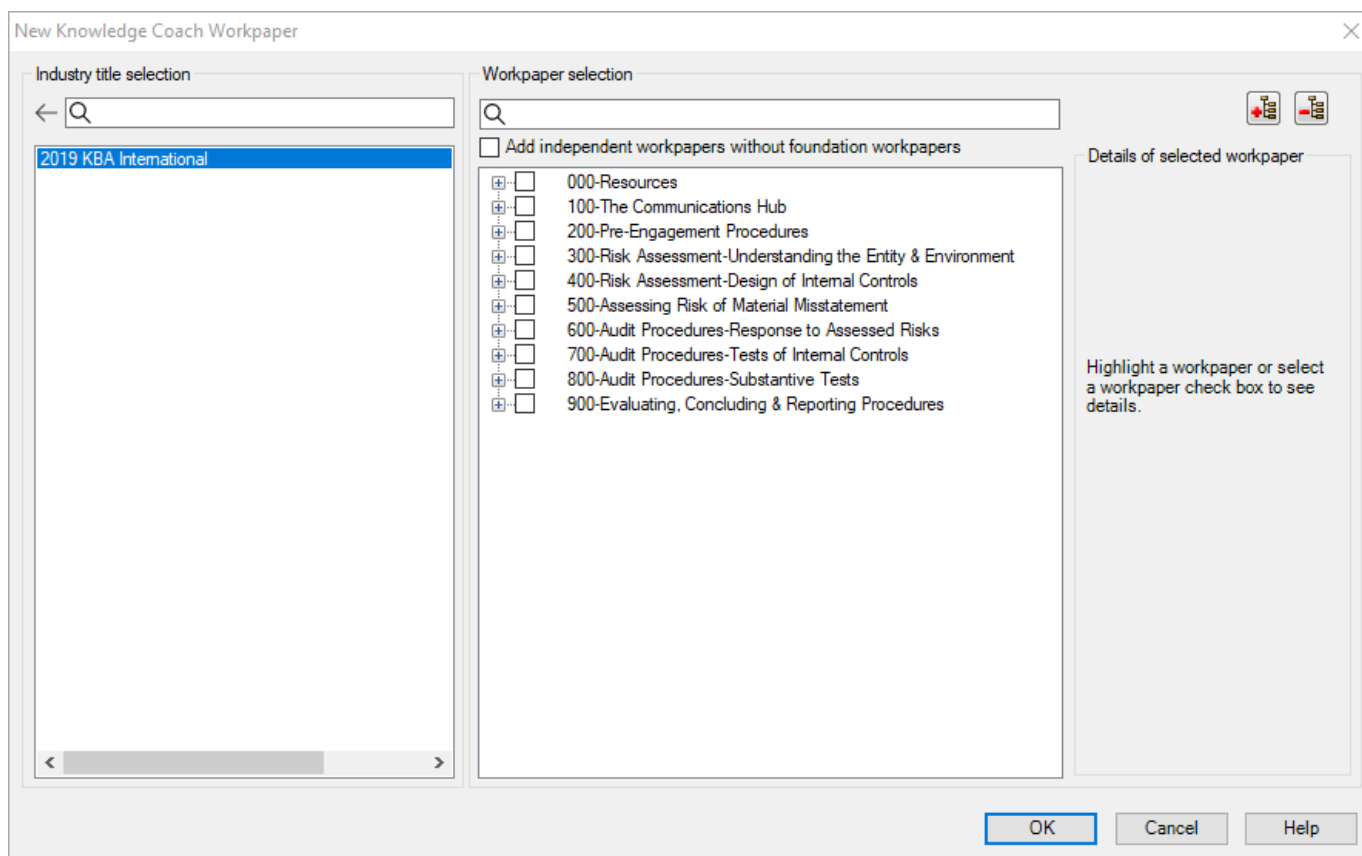 New Knowledge Coach Workpaper
Industry title selection
2019 KBA International
Workpaper selection
Add independent workpapers without foundation workpapers
000-Resources
100-The Communications Hub
200-Pre-Engagement Procedures
300-Risk Assessment-Understanding the Entity & Environment
400-Risk Assessment-Design of Internal Controls
500-Assessing Risk of Material Misstatement
600-Audit Procedures-Response to Assessed Risks
700-Audit Procedures-Tests of Internal Controls
800-Audit Procedures-Substantive Tests
900-Evaluating, Concluding & Reporting Procedures
Details of selected workpaper
Highlight a workpaper or select
a workpaper check box to see
details.
OK
Cancel
Help